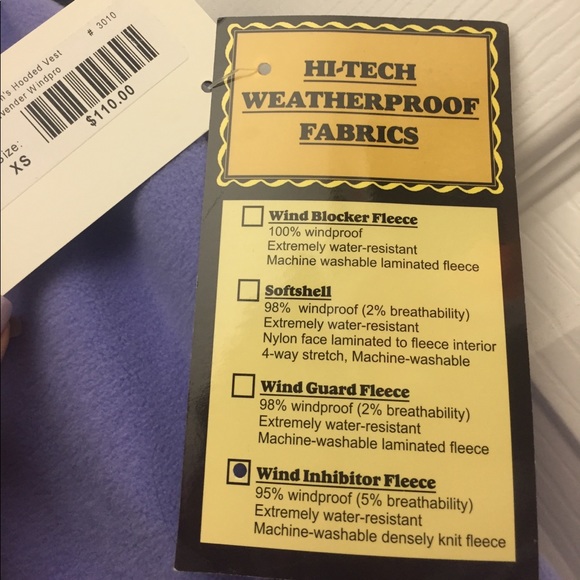 # 3010
Hooded Vest
Windpro
$110.00
Size:
XS
HI-TECH
WEATHERPROOF
FABRICS
Wind Blocker Fleece
100% windproof
Extremely water-resistant
Machine washable laminated fleece
Softshell
98% windproof (2% breathability)
Extremely water-resistant
Nylon face laminated to fleece interior
4-way stretch, Machine-washable
Wind Guard Fleece
98% windproof (2% breathability)
Extremely water-resistant
Machine-washable laminated fleece
Wind Inhibitor Fleece
95% windproof (5% breathability)
Extremely water-resistant
Machine-washable densely knit fleece